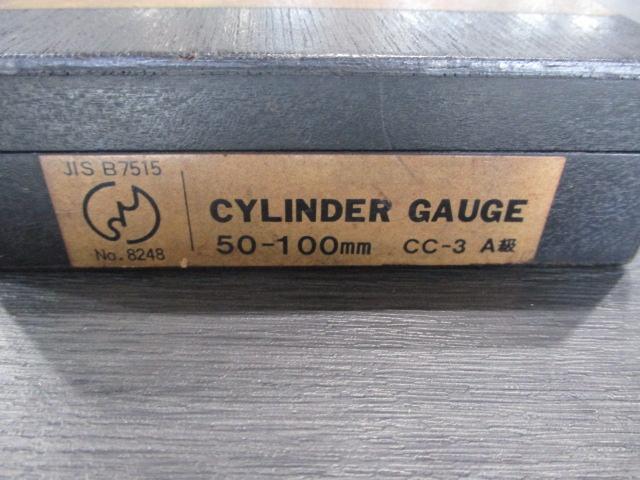 JIS B7515
No. 8248
CYLINDER GAUGE
50-100mm CC-3 A級